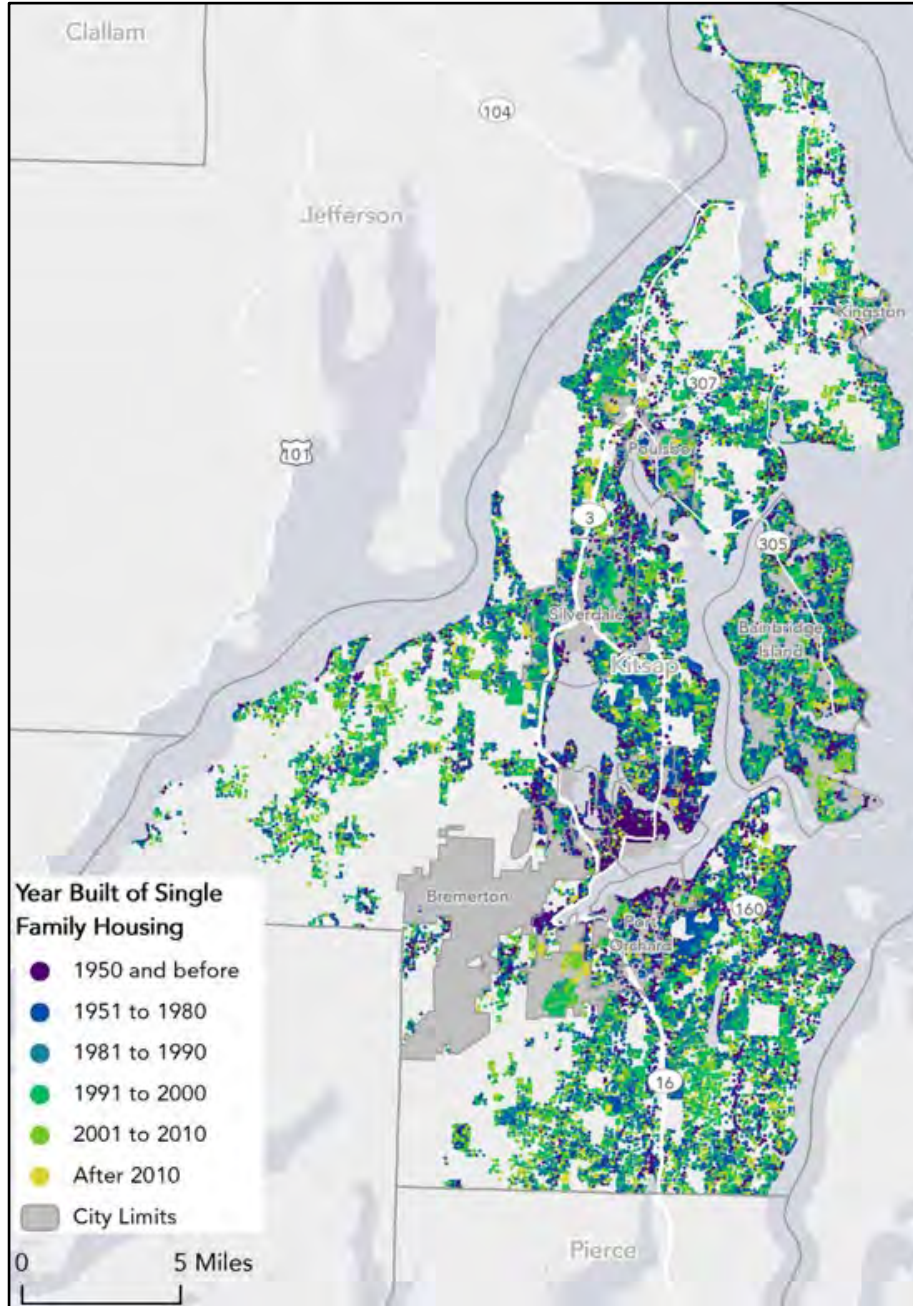 Clallam
104
Jefferson
Kingston
307
101
Poulsbo
3
305
Silverdale
Bainbridge
Island
Kitsap
Year Built of Single
Family Housing
1950 and before
1951 to 1980
1981 to 1990
1991 to 2000
2001 to 2010
After 2010
City Limits
0 5 Miles
Bremerton
Port
Orchard
160
16
Pierce